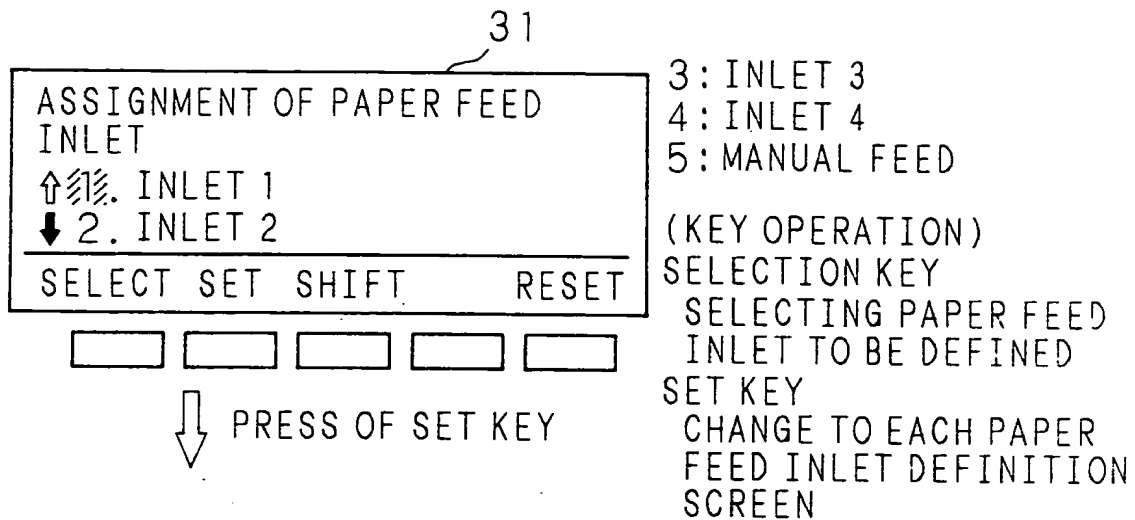 31
ASSIGNMENT OF PAPER FEED
INLET
⇧1. INLET 1
⬇2. INLET 2
SELECT SET SHIFT RESET
PRESS OF SET KEY
3:INLET 3
4:INLET 4
5:MANUAL FEED
(KEY OPERATION)
SELECTION KEY
SELECTING PAPER FEED
INLET TO BE DEFINED
SET KEY
CHANGE TO EACH PAPER
FEED INLET DEFINITION
SCREEN